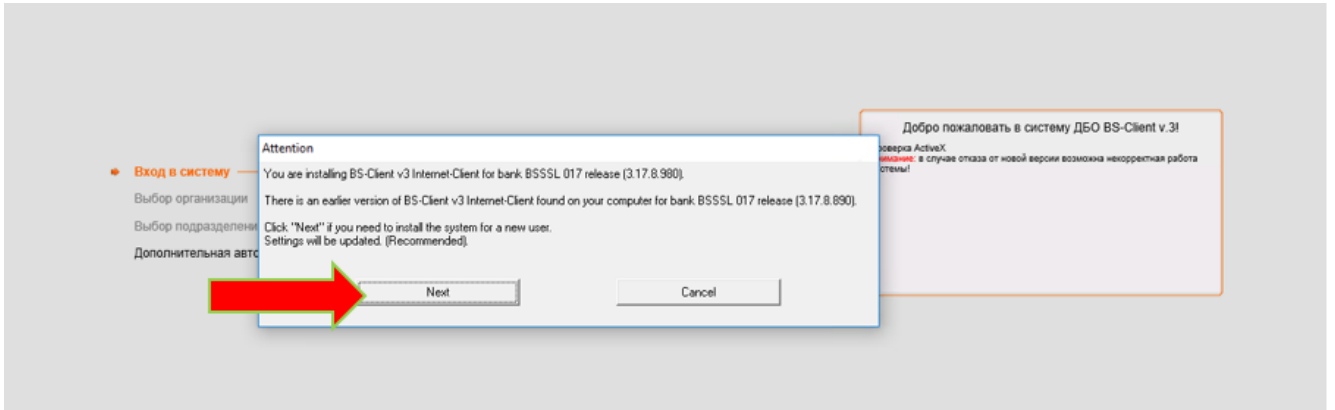 Добро пожаловать в систему ДБО BS-Client v.3!
роверка ActiveX
нимание: в случае отказа от новой версии возможна некорректная работа
стемы!
Вход в систему
Выбор организации
Выбор подразделени
Дополнительная авто
Attention
You are installing BS-Client v3 Internet-Client for bank BSSSL 017 release (3.17.8.980).
There is an earlier version of BS-Client v3 Internet-Client found on your computer for bank BSSSL 017 release (3.17.8.890).
Click "Next" if you need to install the system for a new user.
Settings will be updated. (Recommended).
Next
Cancel